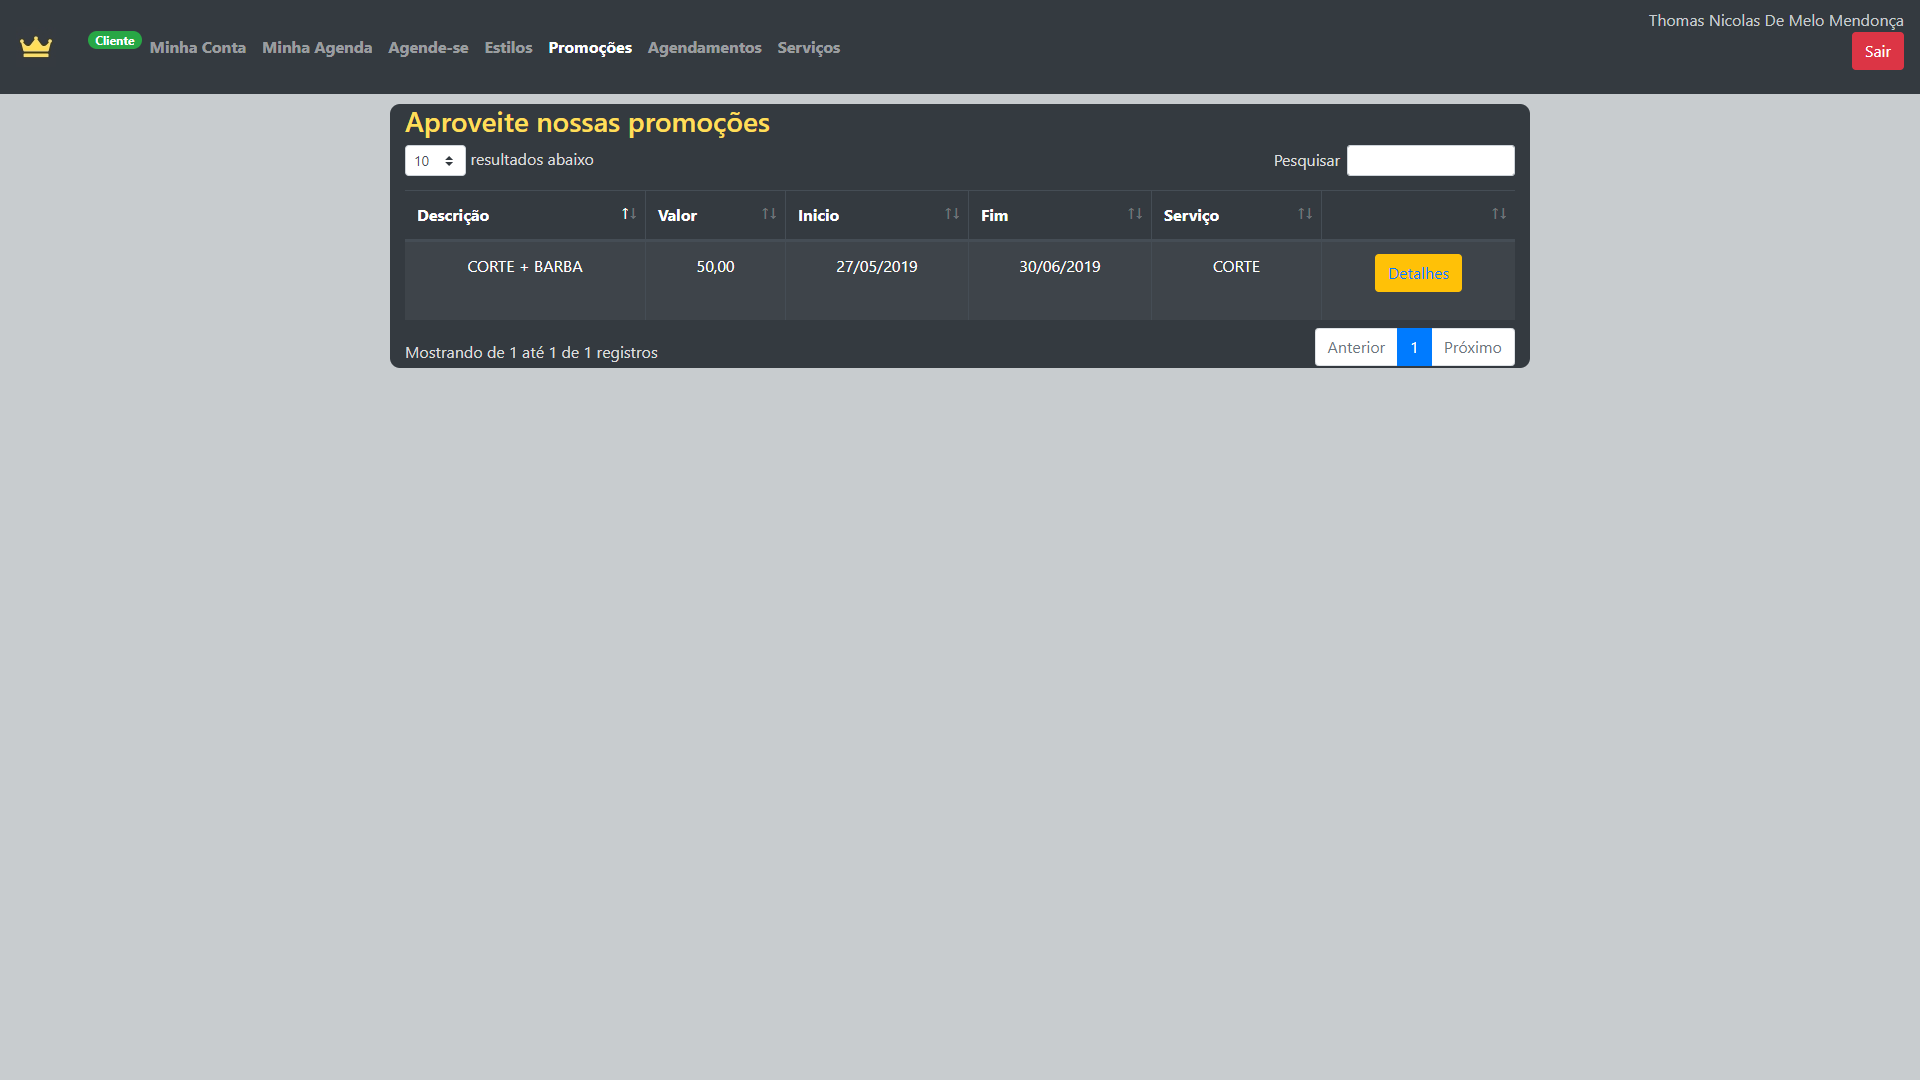 Thomas Nicolas De Melo Mendonça
Cliente Minha Conta Minha Agenda Agende-se Estilos Promoções Agendamentos Serviços
Sair
Aproveite nossas promoções
10 resultados abaixo Pesquisar
Descrição Valor Inicio Fim Serviço
CORTE + BARBA 50,00 27/05/2019 30/06/2019 CORTE Detalhes
Mostrando de 1 até 1 de 1 registros Anterior 1 Próximo